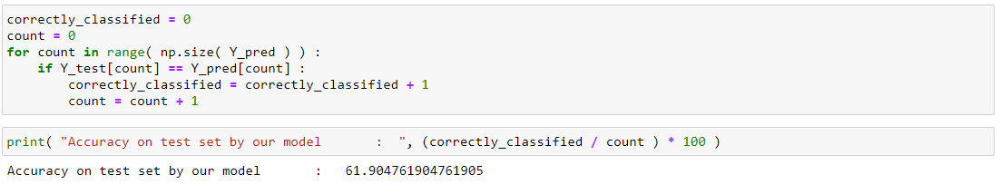 correctly_classified = 0
count = 0
for count in range( np.size( Y_pred ) ) :
    if Y_test[count] == Y_pred[count] :
        correctly_classified = correctly_classified + 1
        count = count + 1
print( "Accuracy on test set by our model       :  ", (correctly_classified / count ) * 100 )
Accuracy on test set by our model       :   61.904761904761905